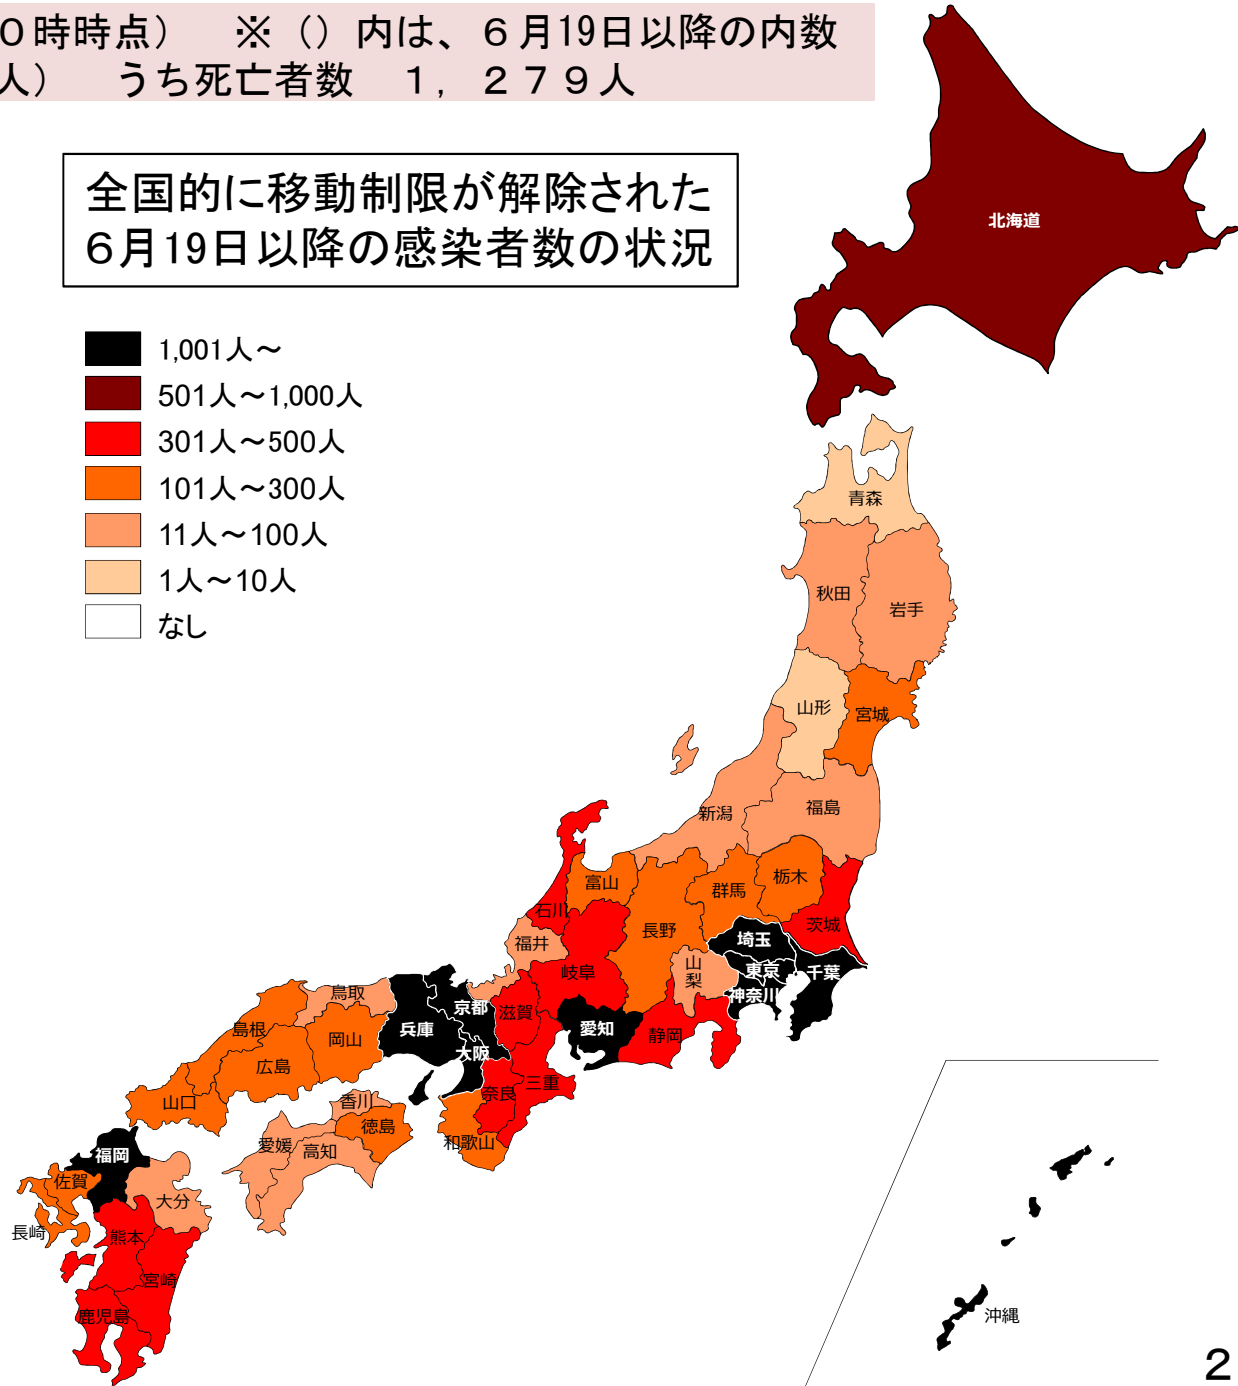 ０時時点）　※（）内は、６月19日以降の内数
人）　うち死亡者数　１，２７９人
全国的に移動制限が解除された
６月19日以降の感染者数の状況
1,001人～
501人～1,000人
301人～500人
101人～300人
11人～100人
1人～10人
なし
北海道
青森
秋田
岩手
山形
宮城
新潟
福島
富山
石川
群馬
栃木
茨城
長野
埼玉
福井
岐阜
山梨
東京
千葉
神奈川
鳥取
京都
滋賀
島根
岡山
兵庫
愛知
静岡
大阪
広島
三重
奈良
山口
香川
徳島
和歌山
愛媛
高知
福岡
佐賀
大分
長崎
熊本
宮崎
鹿児島
沖縄
2